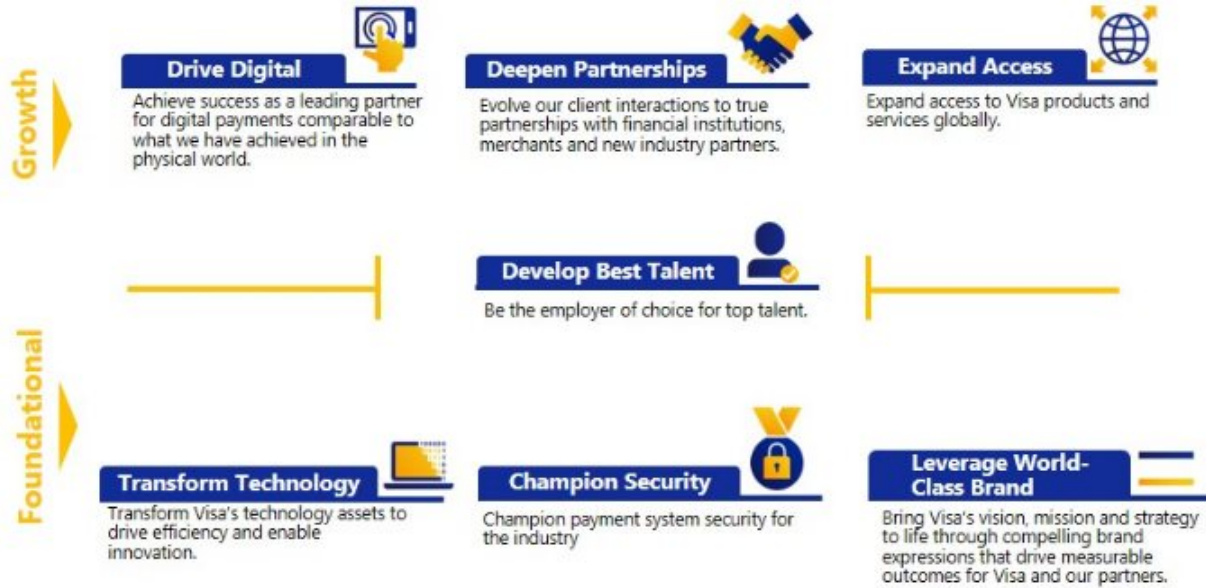 Growth
Drive Digital
Achieve success as a leading partner
for digital payments comparable to
what we have achieved in the
physical world.
Deepen Partnerships
Evolve our client interactions to true
partnerships with financial institutions,
merchants and new industry partners.
Expand Access
Expand access to Visa products and
services globally.
Develop Best Talent
Be the employer of choice for top talent.
Foundational
Transform Technology
Transform Visa's technology assets to
drive efficiency and enable
innovation.
Champion Security
Champion payment system security for
the industry
Leverage World-
Class Brand
Bring Visa's vision, mission and strategy
to life through compelling brand
expressions that drive measurable
outcomes for Visa and our partners.